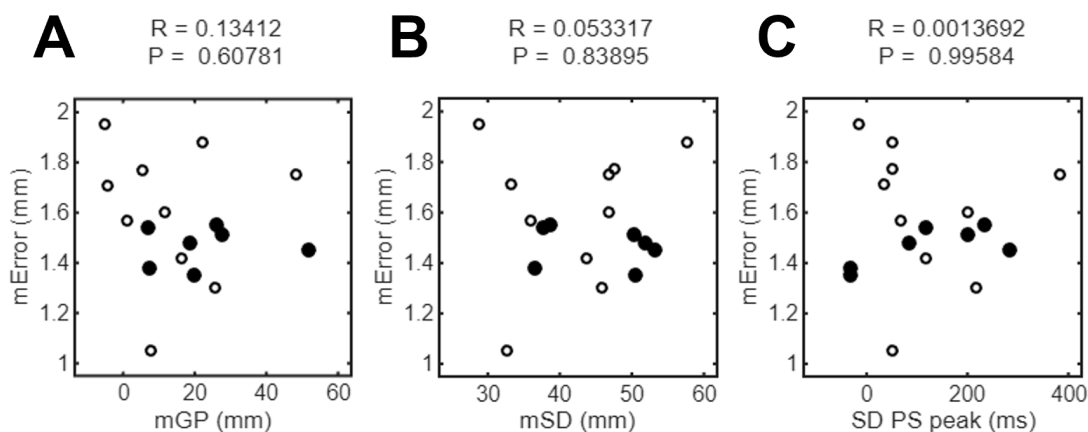 A
R = 0.13412
P = 0.60781
mError (mm)
2
1.8
1.6
1.4
1.2
1
0 20 40 60
mGP (mm)
B
R = 0.053317
P = 0.83895
mError (mm)
2
1.8
1.6
1.4
1.2
1
30 40 50 60
mSD (mm)
C
R = 0.0013692
P = 0.99584
mError (mm)
2
1.8
1.6
1.4
1.2
1
0 200 400
SD PS peak (ms)